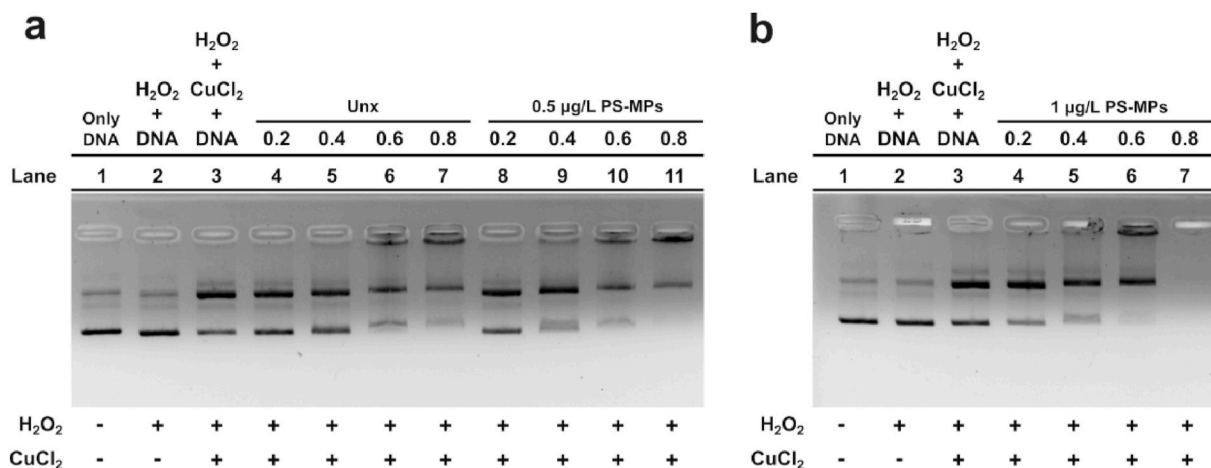 a
H₂O₂
+
H₂O₂ CuCl₂
+ +
Only DNA DNA DNA
Unx 0.5 µg/L PS-MPs
0.2 0.4 0.6 0.8 0.2 0.4 0.6 0.8
Lane 1 2 3 4 5 6 7 8 9 10 11
H₂O₂ - + + + + + + + + + +
CuCl₂ - - + + + + + + + + +
b
H₂O₂
+
H₂O₂ CuCl₂
+ +
Only DNA DNA DNA
1 µg/L PS-MPs
0.2 0.4 0.6 0.8
Lane 1 2 3 4 5 6 7
H₂O₂ - + + + + + +
CuCl₂ - - + + + + +